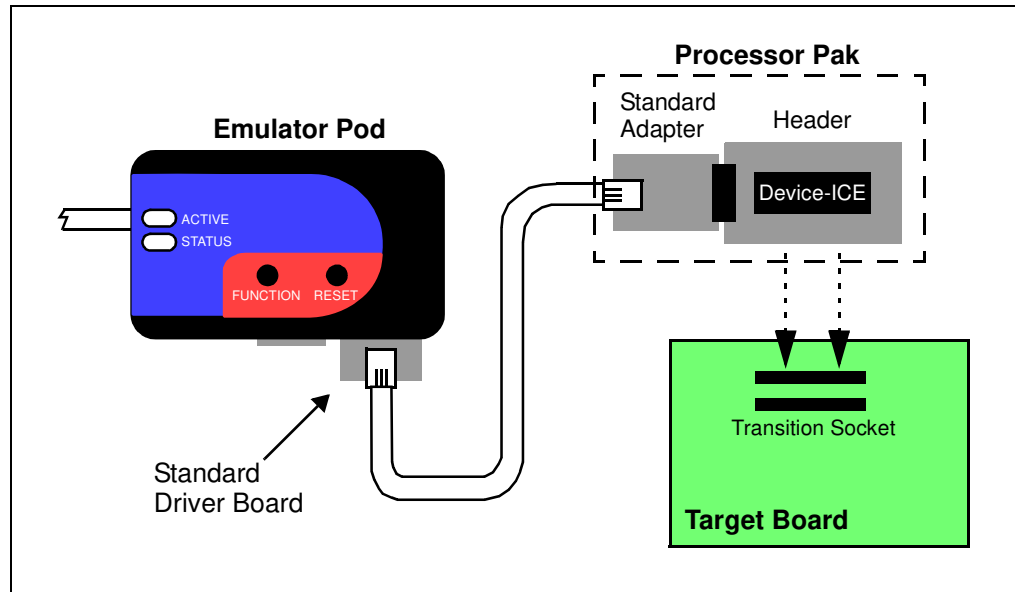 Processor Pak
Standard
Adapter
Header
Emulator Pod
Device-ICE
ACTIVE
STATUS
FUNCTION RESET
Transition Socket
Standard
Driver Board
Target Board